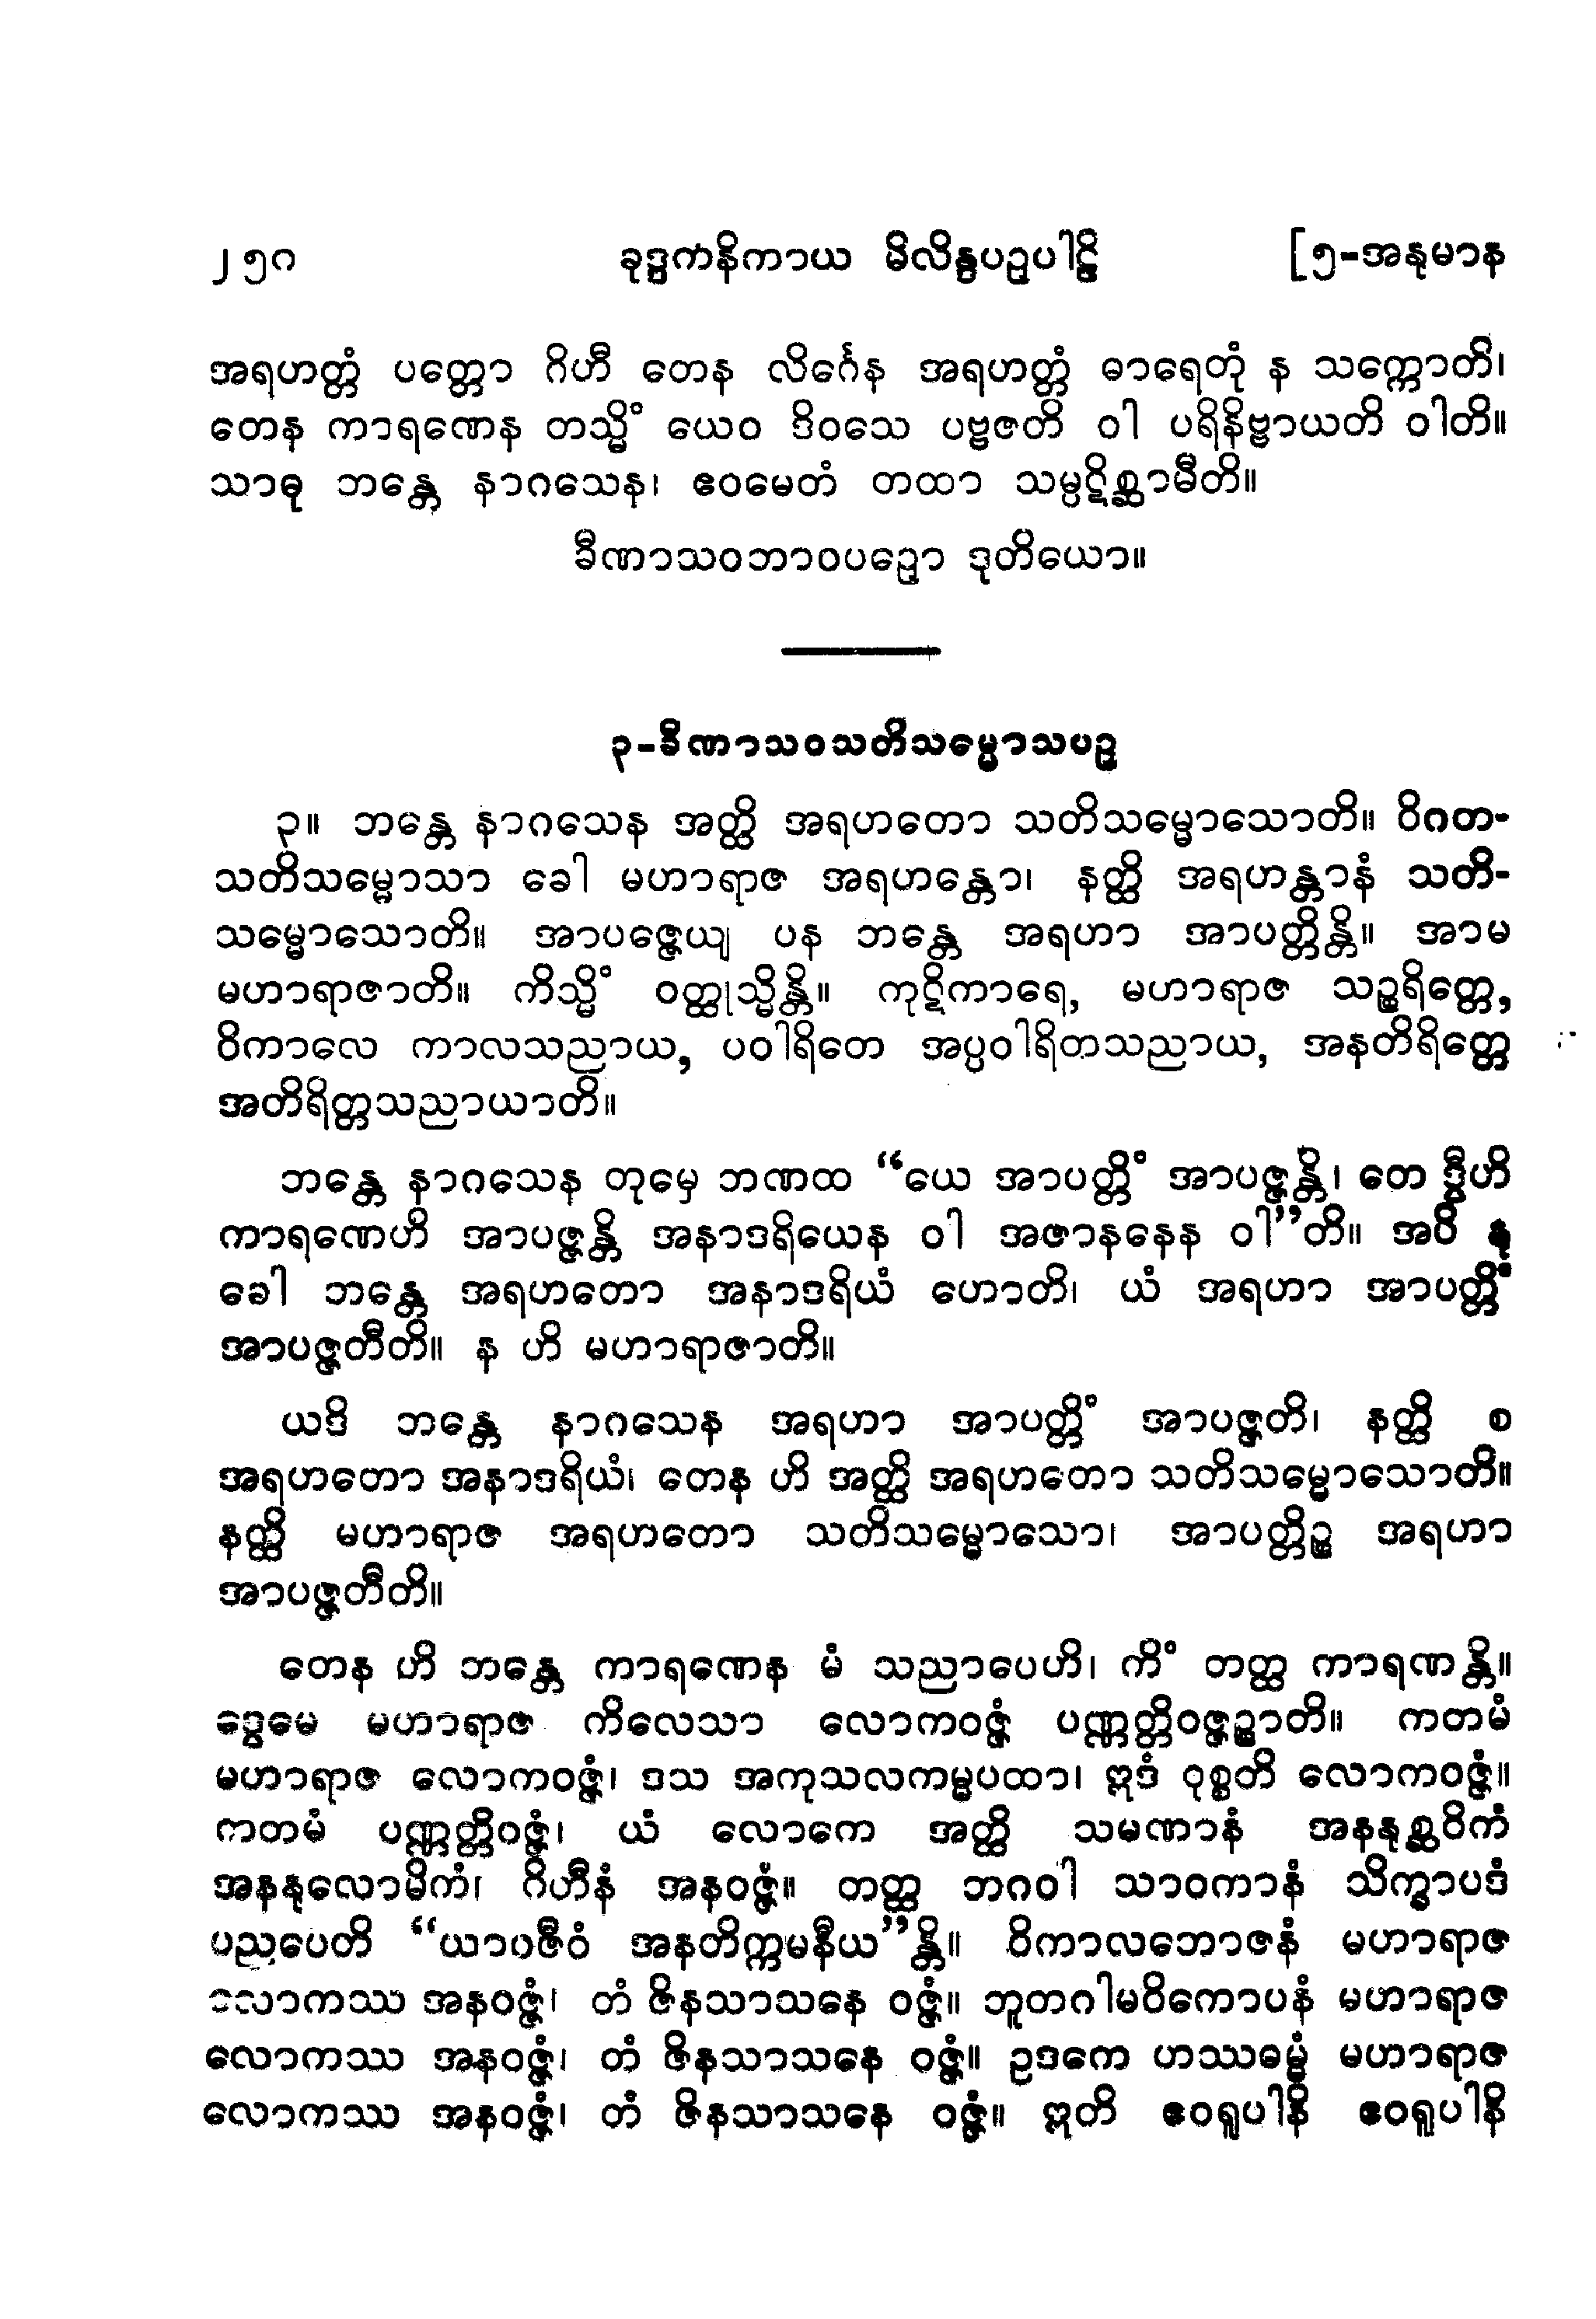 ၂၅၈ ခုဒ္ဒကနိကာယ မိလိန္ဒပဉှပါဠိ [၅-အနုမာန
အရဟတ္တံ ပတ္တော ဂိဟီ တေန လိင်္ဂေန အရဟတ္တံ ဓာရေတုံ န သက္ကောတိ၊
တေန ကာရဏေန တသ္မိံ ယေဝ ဒိဝသေ ပဗ္ဗဇတိ ဝါ ပရိနိဗ္ဗာယတိ ဝါတိ။
သာဓု ဘန္တေ နာဂသေန၊ ဧဝမေတံ တထာ သမ္ပဋိစ္ဆာမီတိ။
ခီဏာသဝဘာဝပဉှော ဒုတိယော။
၃-ခီဏာသဝသတိသမ္မောသပဉှ
၃။ ဘန္တေ နာဂသေန အတ္ထိ အရဟတော သတိသမ္မောသောတိ။ ဝိဂတ-
သတိသမ္မောသာ ခေါ မဟာရာဇ အရဟန္တော၊ နတ္ထိ အရဟန္တာနံ သတိ-
သမ္မောသောတိ။ အာပဇ္ဇေယျ ပန ဘန္တေ အရဟာ အာပတ္တိန္တိ။ အာမ
မဟာရာဇာတိ။ ကိသ္မိံ ဝတ္ထုသ္မိန္တိ။ ကုဋိကာရေ, မဟာရာဇ သဉ္စရိတ္တေ,
ဝိကာလေ ကာလသညာယ, ပဝါရိတေ အပ္ပဝါရိတသညာယ, အနတိရိတ္တေ
အတိရိတ္တသညာယာတိ။
ဘန္တေ နာဂသေန တုမှေ ဘဏထ “ယေ အာပတ္တိံ အာပဇ္ဇန္တိ၊ တေ ဒွီဟိ
ကာရဏေဟိ အာပဇ္ဇန္တိ အနာဒရိယေန ဝါ အဇာနနေန ဝါ”တိ။ အပိ နု
ခေါ ဘန္တေ အရဟတော အနာဒရိယံ ဟောတိ၊ ယံ အရဟာ အာပတ္တိံ
အာပဇ္ဇတီတိ။ န ဟိ မဟာရာဇာတိ။
ယဒိ ဘန္တေ နာဂသေန အရဟာ အာပတ္တိံ အာပဇ္ဇတိ၊ နတ္ထိ စ
အရဟတော အနာဒရိယံ၊ တေန ဟိ အတ္ထိ အရဟတော သတိသမ္မောသောတိ။
နတ္ထိ မဟာရာဇ အရဟတော သတိသမ္မောသော၊ အာပတ္တိဉ္စ အရဟာ
အာပဇ္ဇတီတိ။
တေန ဟိ ဘန္တေ ကာရဏေန မံ သညာပေဟိ၊ ကိံ တတ္ထ ကာရဏန္တိ။
ဒွေမေ မဟာရာဇ ကိလေသာ လောကဝဇ္ဇံ ပဏ္ဏတ္တိဝဇ္ဇဉ္စာတိ။ ကတမံ
မဟာရာဇ လောကဝဇ္ဇံ၊ ဒသ အကုသလကမ္မပထာ၊ ဣဒံ ဝုစ္စတိ လောကဝဇ္ဇံ။
ကတမံ ပဏ္ဏတ္တိဝဇ္ဇံ၊ ယံ လောကေ အတ္ထိ သမဏာနံ အနနုစ္ဆဝိကံ
အနနုလောမိကံ၊ ဂိဟီနံ အနဝဇ္ဇံ။ တတ္ထ ဘဂဝါ သာဝကာနံ သိက္ခာပဒံ
ပညပေတိ “ယာဝဇီဝံ အနတိက္ကမနီယ”န္တိ။ ဝိကာလဘောဇနံ မဟာရာဇ
လောကဿ အနဝဇ္ဇံ၊ တံ ဇိနသာသနေ ဝဇ္ဇံ။ ဘူတဂါမဝိကောပနံ မဟာရာဇ
လောကဿ အနဝဇ္ဇံ၊ တံ ဇိနသာသနေ ဝဇ္ဇံ။ ဥဒကေ ဟဿဓမ္မံ မဟာရာဇ
လောကဿ အနဝဇ္ဇံ၊ တံ ဇိနသာသနေ ဝဇ္ဇံ။ ဣတိ ဧဝရူပါနိ ဧဝရူပါနိ